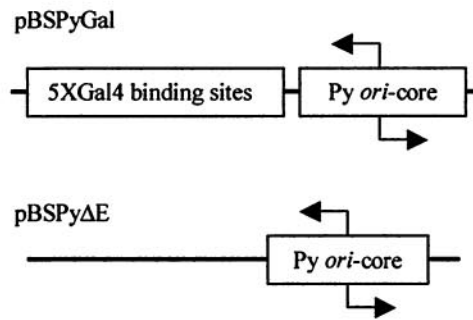 pBSPyGal
5XGal4 binding sites
Py ori-core
pBSPyΔE
Py ori-core